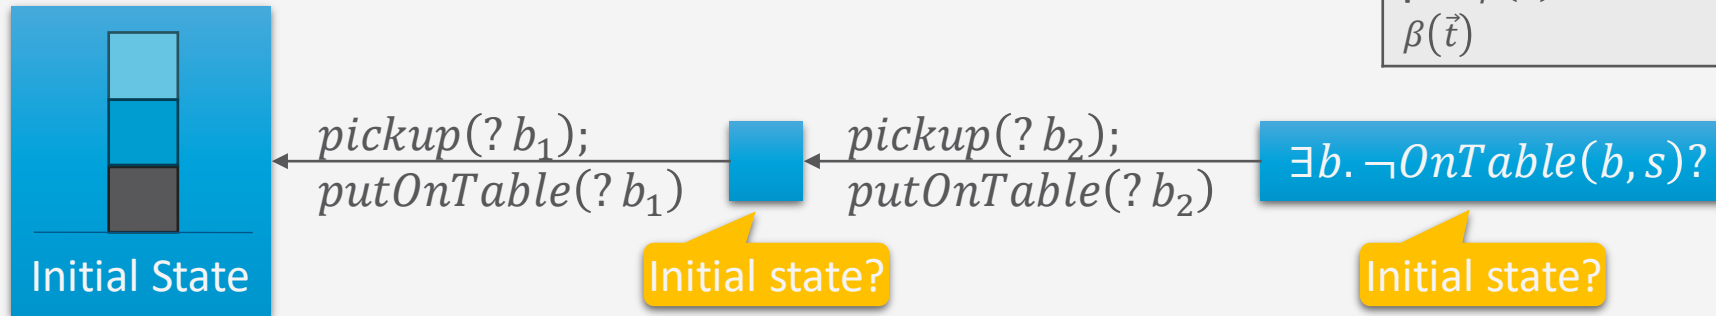 β(t⃗)
pickup(? b₁);
putOnTable(? b₁)
pickup(? b₂);
putOnTable(? b₂)
∃b. ¬OnTable(b, s)?
Initial State
Initial state?
Initial state?